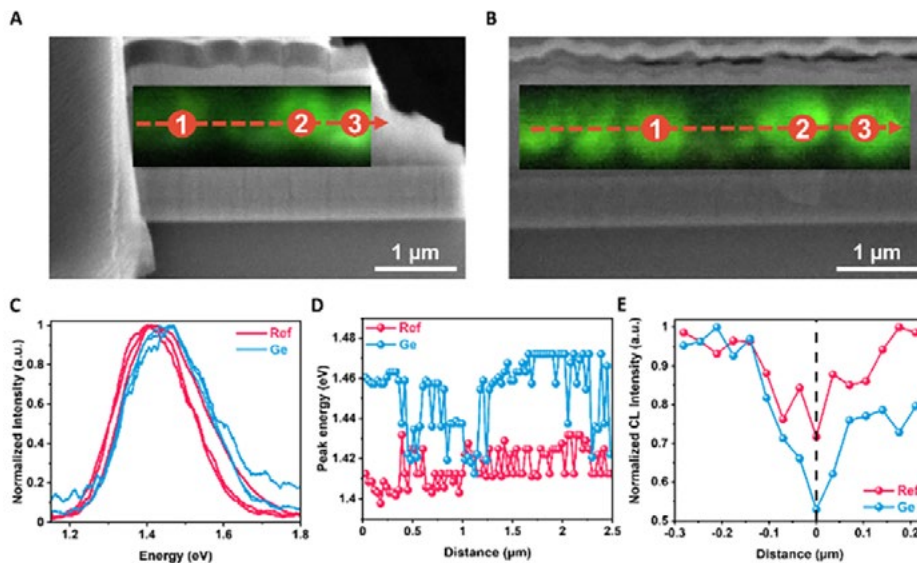 A
B
1
2
3
1 µm
1
2
3
1 µm
C
D
E
Normalized Intensity (a.u.)
1
0.8
0.6
0.4
0.2
0
Ref
Ge
1.2
1.4
1.6
1.8
Energy (eV)
Peak energy (eV)
1.48
1.46
1.44
1.42
1.4
Ref
Ge
0
0.5
1
1.5
2
2.5
Distance (µm)
Normalized CL Intensity (a.u.)
1
0.9
0.8
0.7
0.6
0.5
Ref
Ge
-0.3
-0.2
-0.1
0
0.1
0.2
Distance (µm)